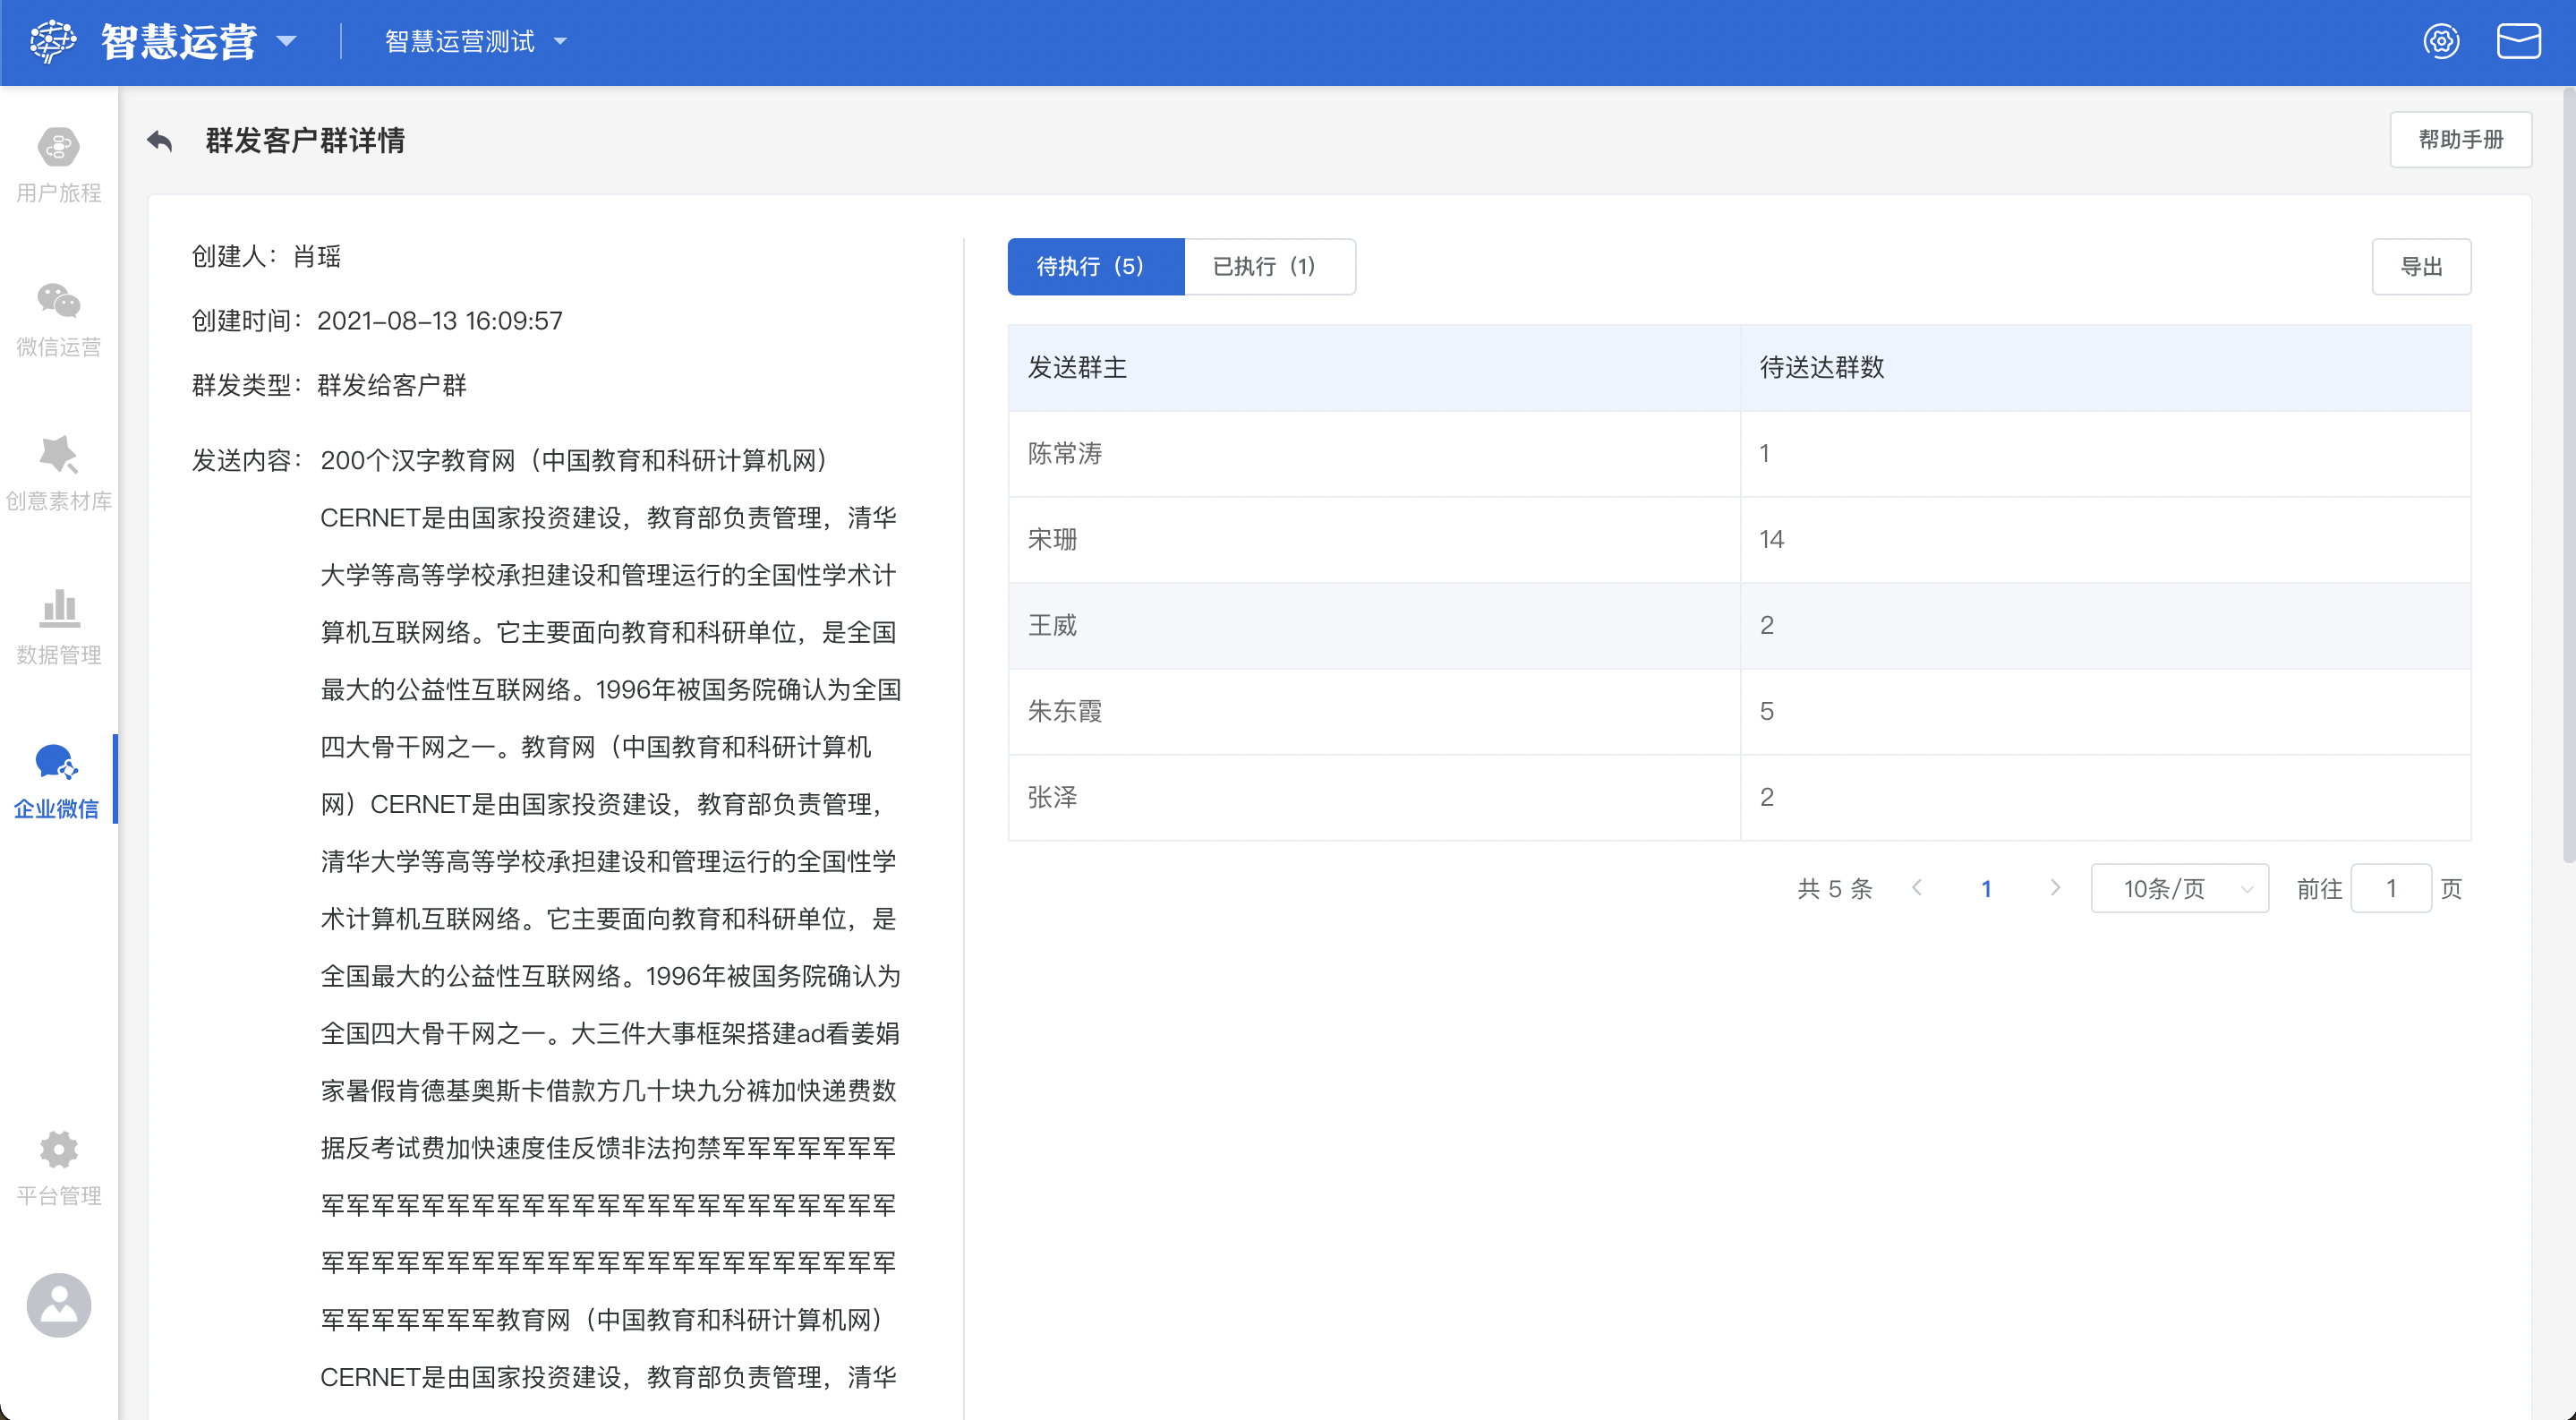 智慧运营
智慧运营测试
用户旅程
微信运营
创意素材库
数据管理
企业微信
平台管理
群发客户群详情
帮助手册
创建人：肖瑶
创建时间：2021-08-13 16:09:57
群发类型：群发给客户群
发送内容：200个汉字教育网（中国教育和科研计算机网）
CERNET是由国家投资建设，教育部负责管理，清华
大学等高等学校承担建设和管理运行的全国性学术计
算机互联网络。它主要面向教育和科研单位，是全国
最大的公益性互联网络。1996年被国务院确认为全国
四大骨干网之一。教育网（中国教育和科研计算机
网）CERNET是由国家投资建设，教育部负责管理，
清华大学等高等学校承担建设和管理运行的全国性学
术计算机互联网络。它主要面向教育和科研单位，是
全国最大的公益性互联网络。1996年被国务院确认为
全国四大骨干网之一。大三件大事框架搭建ad看姜娟
家暑假肯德基奥斯卡借款方几十块九分裤加快递费数
据反考试费加快速度佳反馈非法拘禁军军军军军军军
军军军军军军军军军军军军军军军军军军军军军军军
军军军军军军军军军军军军军军军军军军军军军军军
军军军军军军军教育网（中国教育和科研计算机网）
CERNET是由国家投资建设，教育部负责管理，清华
待执行（5） 已执行（1）
导出
发送群主 待送达群数
陈常涛 1
宋珊 14
王威 2
朱东霞 5
张泽 2
共 5 条 1 10条/页 前往 1 页